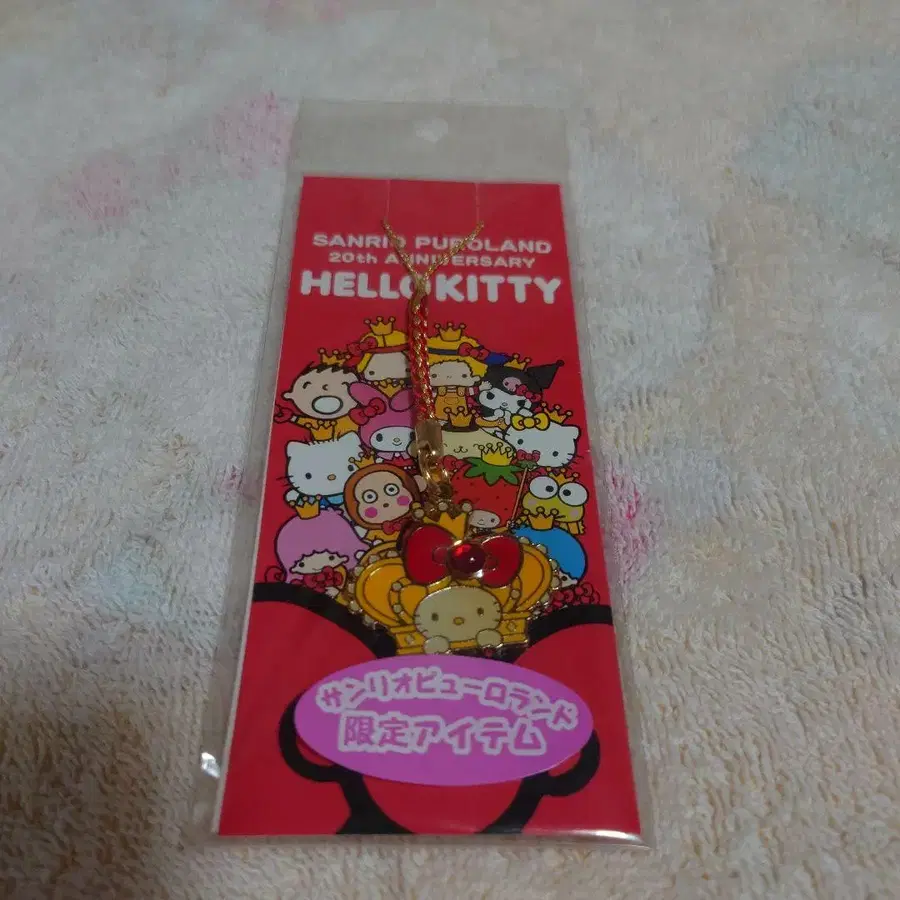 SANRIO PUROLAND
20th ANNIVERSARY
HELLO KITTY
サンリオピューロランド
限定アイテム